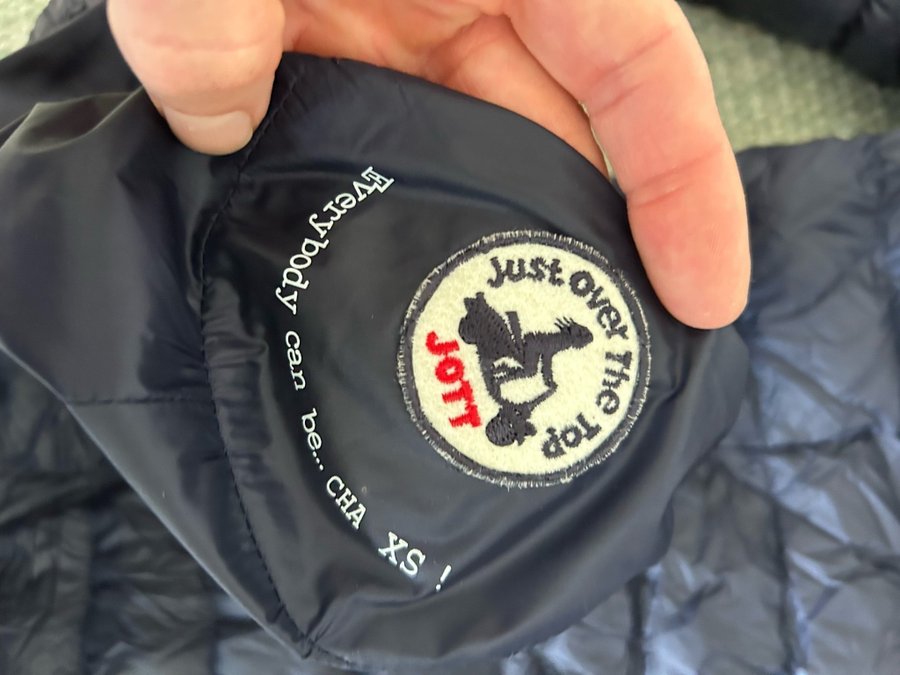 Everybody can be... CHA XS !
Just Over The Top
JOTT